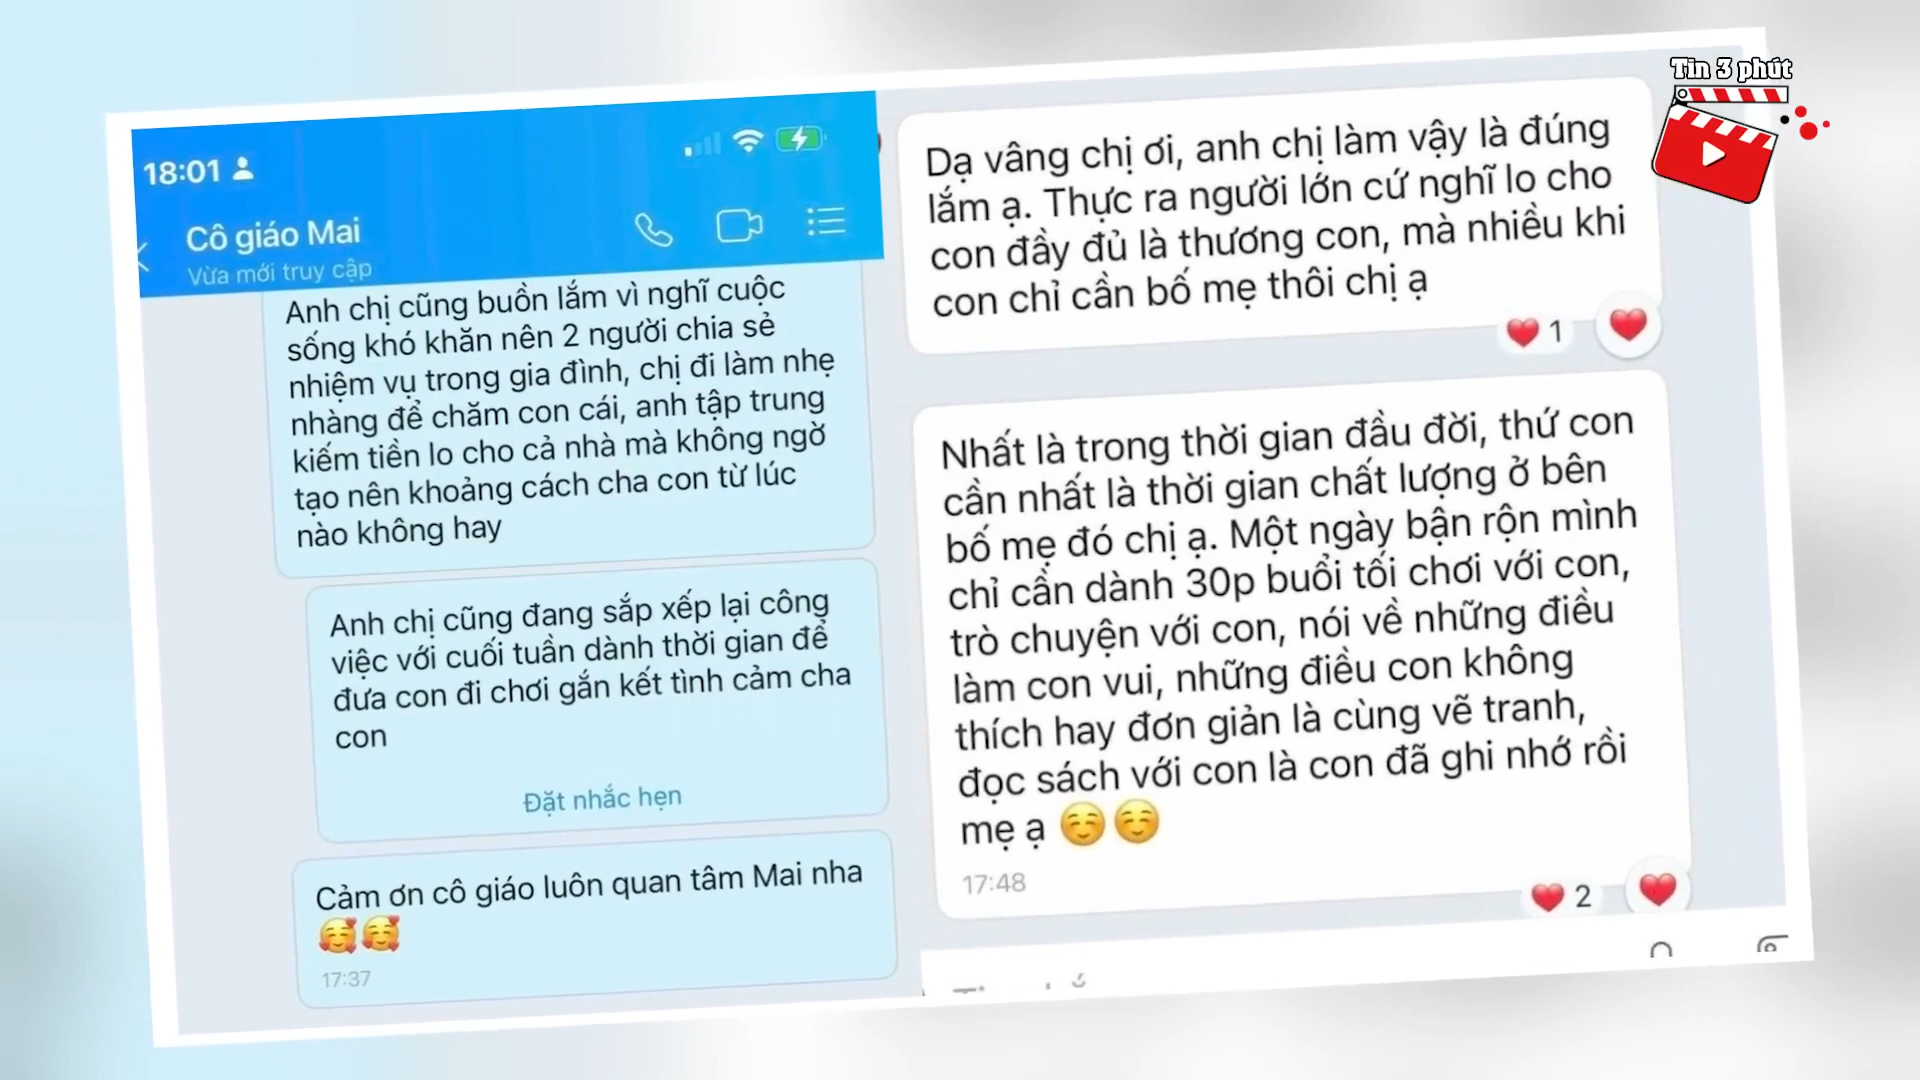 Tin 3 phút
18:01
Cô giáo Mai
Vừa mới truy cập
Anh chị cũng buồn lắm vì nghĩ cuộc
sống khó khăn nên 2 người chia sẻ
nhiệm vụ trong gia đình, chị đi làm nhẹ
nhàng để chăm con cái, anh tập trung
kiếm tiền lo cho cả nhà mà không ngờ
tạo nên khoảng cách cha con từ lúc
nào không hay
Anh chị cũng đang sắp xếp lại công
việc với cuối tuần dành thời gian để
đưa con đi chơi gắn kết tình cảm cha
con
Đặt nhắc hẹn
Cảm ơn cô giáo luôn quan tâm Mai nha
🥰🥰
17:37
Dạ vâng chị ơi, anh chị làm vậy là đúng
lắm ạ. Thực ra người lớn cứ nghĩ lo cho
con đầy đủ là thương con, mà nhiều khi
con chỉ cần bố mẹ thôi chị ạ
❤️ 1
Nhất là trong thời gian đầu đời, thứ con
cần nhất là thời gian chất lượng ở bên
bố mẹ đó chị ạ. Một ngày bận rộn mình
chỉ cần dành 30p buổi tối chơi với con,
trò chuyện với con, nói về những điều
làm con vui, những điều con không
thích hay đơn giản là cùng vẽ tranh,
đọc sách với con là con đã ghi nhớ rồi
mẹ ạ ☺️☺️
17:48
❤️ 2